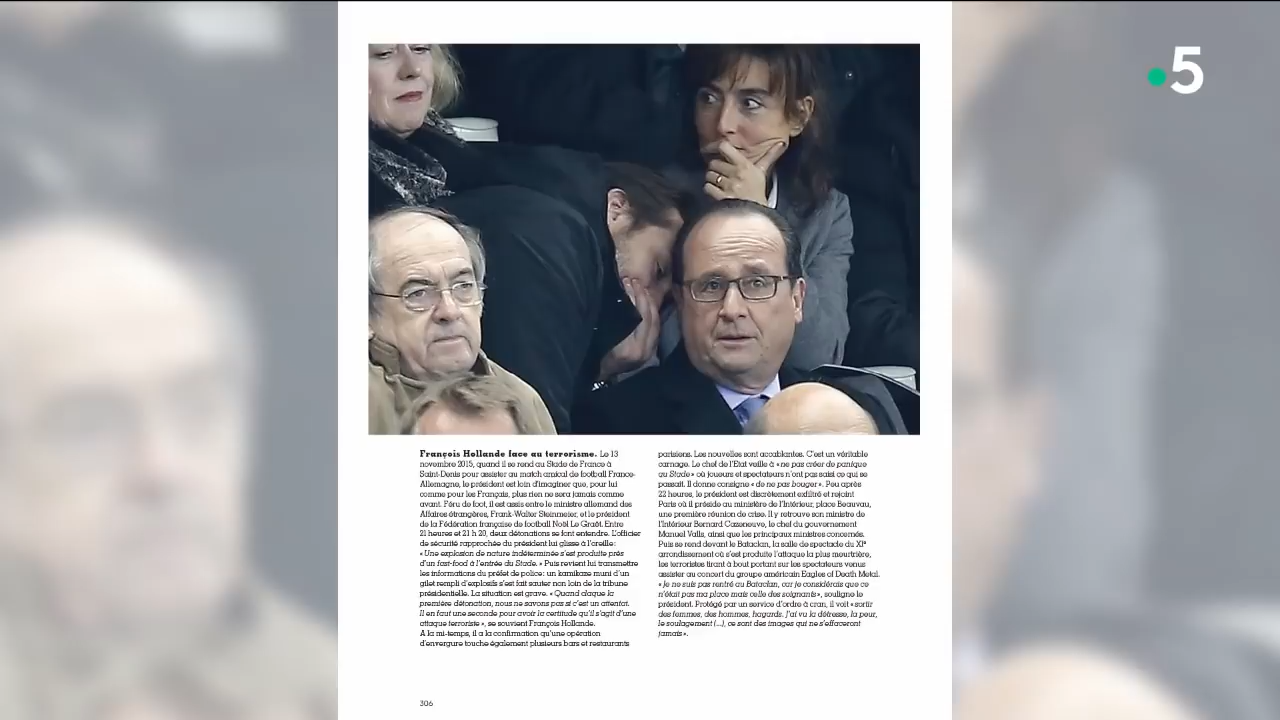 5
François Hollande face au terrorisme. Le 13
novembre 2015, quand il se rend au Stade de France à
Saint-Denis pour assister au match amical de football France-
Allemagne, le président est loin d'imaginer que, pour lui
comme pour les Français, plus rien ne sera jamais comme
avant. Féru de foot, il est assis entre le ministre allemand des
Affaires étrangères, Frank-Walter Steinmeier, et le président
de la Fédération française de football Noël Le Graët. Entre
21 heures et 21 h 20, deux détonations se font entendre. L'officier
de sécurité rapprochée du président lui glisse à l'oreille :
« Une explosion de nature indéterminée s'est produite près
d'un fast-food à l'entrée du Stade. » Puis revient lui transmettre
les informations du préfet de police : un kamikaze muni d'un
gilet rempli d'explosifs s'est fait sauter non loin de la tribune
présidentielle. La situation est grave. « Quand claque la
première détonation, nous ne savons pas si c'est un attentat.
Il en faut une seconde pour avoir la certitude qu'il s'agit d'une
attaque terroriste », se souvient François Hollande.
A la mi-temps, il a la confirmation qu'une opération
d'envergure touche également plusieurs bars et restaurants
parisiens. Les nouvelles sont accablantes. C'est un véritable
carnage. Le chef de l'Etat veille à « ne pas créer de panique
au Stade » où joueurs et spectateurs n'ont pas saisi ce qui se
passait. Il donne consigne « de ne pas bouger ». Peu après
22 heures, le président est discrètement exfiltré et rejoint
Paris où il préside au ministère de l'Intérieur, place Beauvau,
une première réunion de crise. Il y retrouve son ministre de
l'Intérieur Bernard Cazeneuve, le chef du gouvernement
Manuel Valls, ainsi que les principaux ministres concernés.
Puis se rend devant le Bataclan, la salle de spectacle du XIe
arrondissement où s'est produite l'attaque la plus meurtrière,
les terroristes tirant à bout portant sur les spectateurs venus
assister au concert du groupe américain Eagles of Death Metal.
« Je ne suis pas rentré au Bataclan, car je considérais que ce
n'était pas ma place mais celle des soignants », souligne le
président. Protégé par un service d'ordre à cran, il voit « sortir
des femmes, des hommes, hagards. J'ai vu la détresse, la peur,
le soulagement (...), ce sont des images qui ne s'effaceront
jamais ».
306